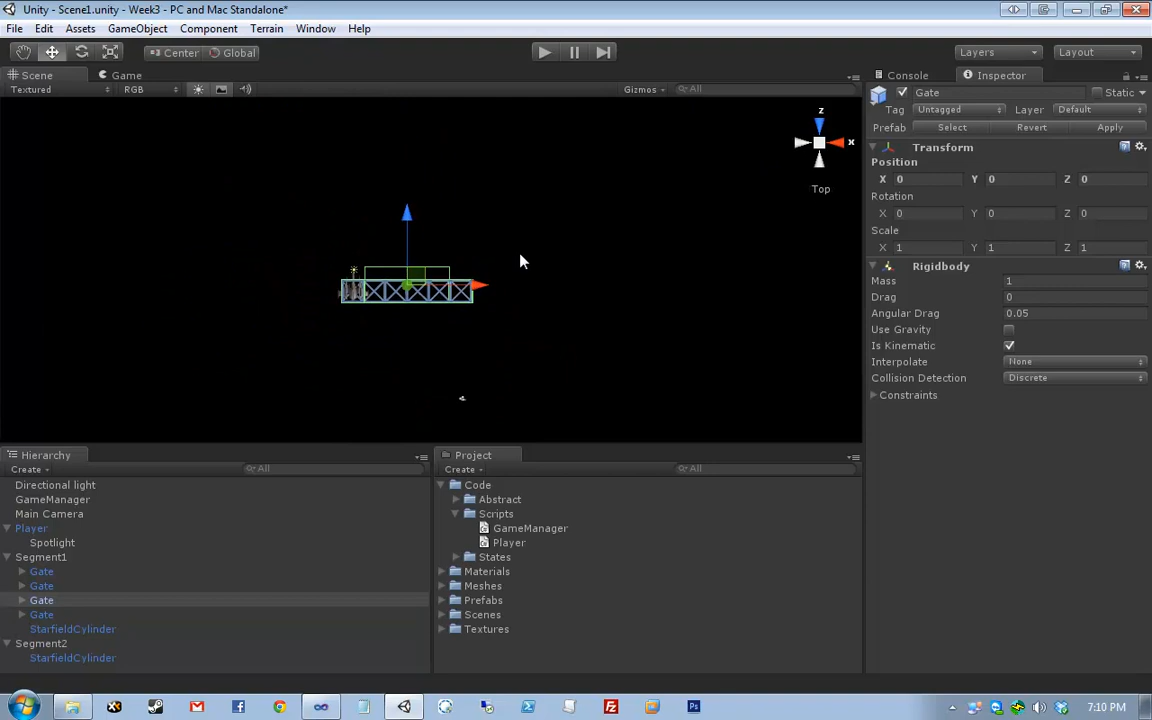 Unity - Scene1.unity - Week3 - PC and Mac Standalone*
File Edit Assets GameObject Component Terrain Window Help
Center Global Layers Layout
Scene Game Console Inspector
Textured RGB Gizmos All
Gate Static
Tag Untagged Layer Default
Prefab Select Revert Apply
Transform
Position
X 0 Y 0 Z 0
Rotation
X 0 Y 0 Z 0
Scale
X 1 Y 1 Z 1
z
x
Top
Rigidbody
Mass 1
Drag 0
Angular Drag 0.05
Use Gravity
Is Kinematic
Interpolate None
Collision Detection Discrete
Constraints
Hierarchy
Create All
Directional light
GameManager
Main Camera
Player
Spotlight
Segment1
Gate
Gate
Gate
Gate
StarfieldCylinder
Segment2
StarfieldCylinder
Project
Create All
Code
Abstract
Scripts
GameManager
Player
States
Materials
Meshes
Prefabs
Scenes
Textures
7:10 PM